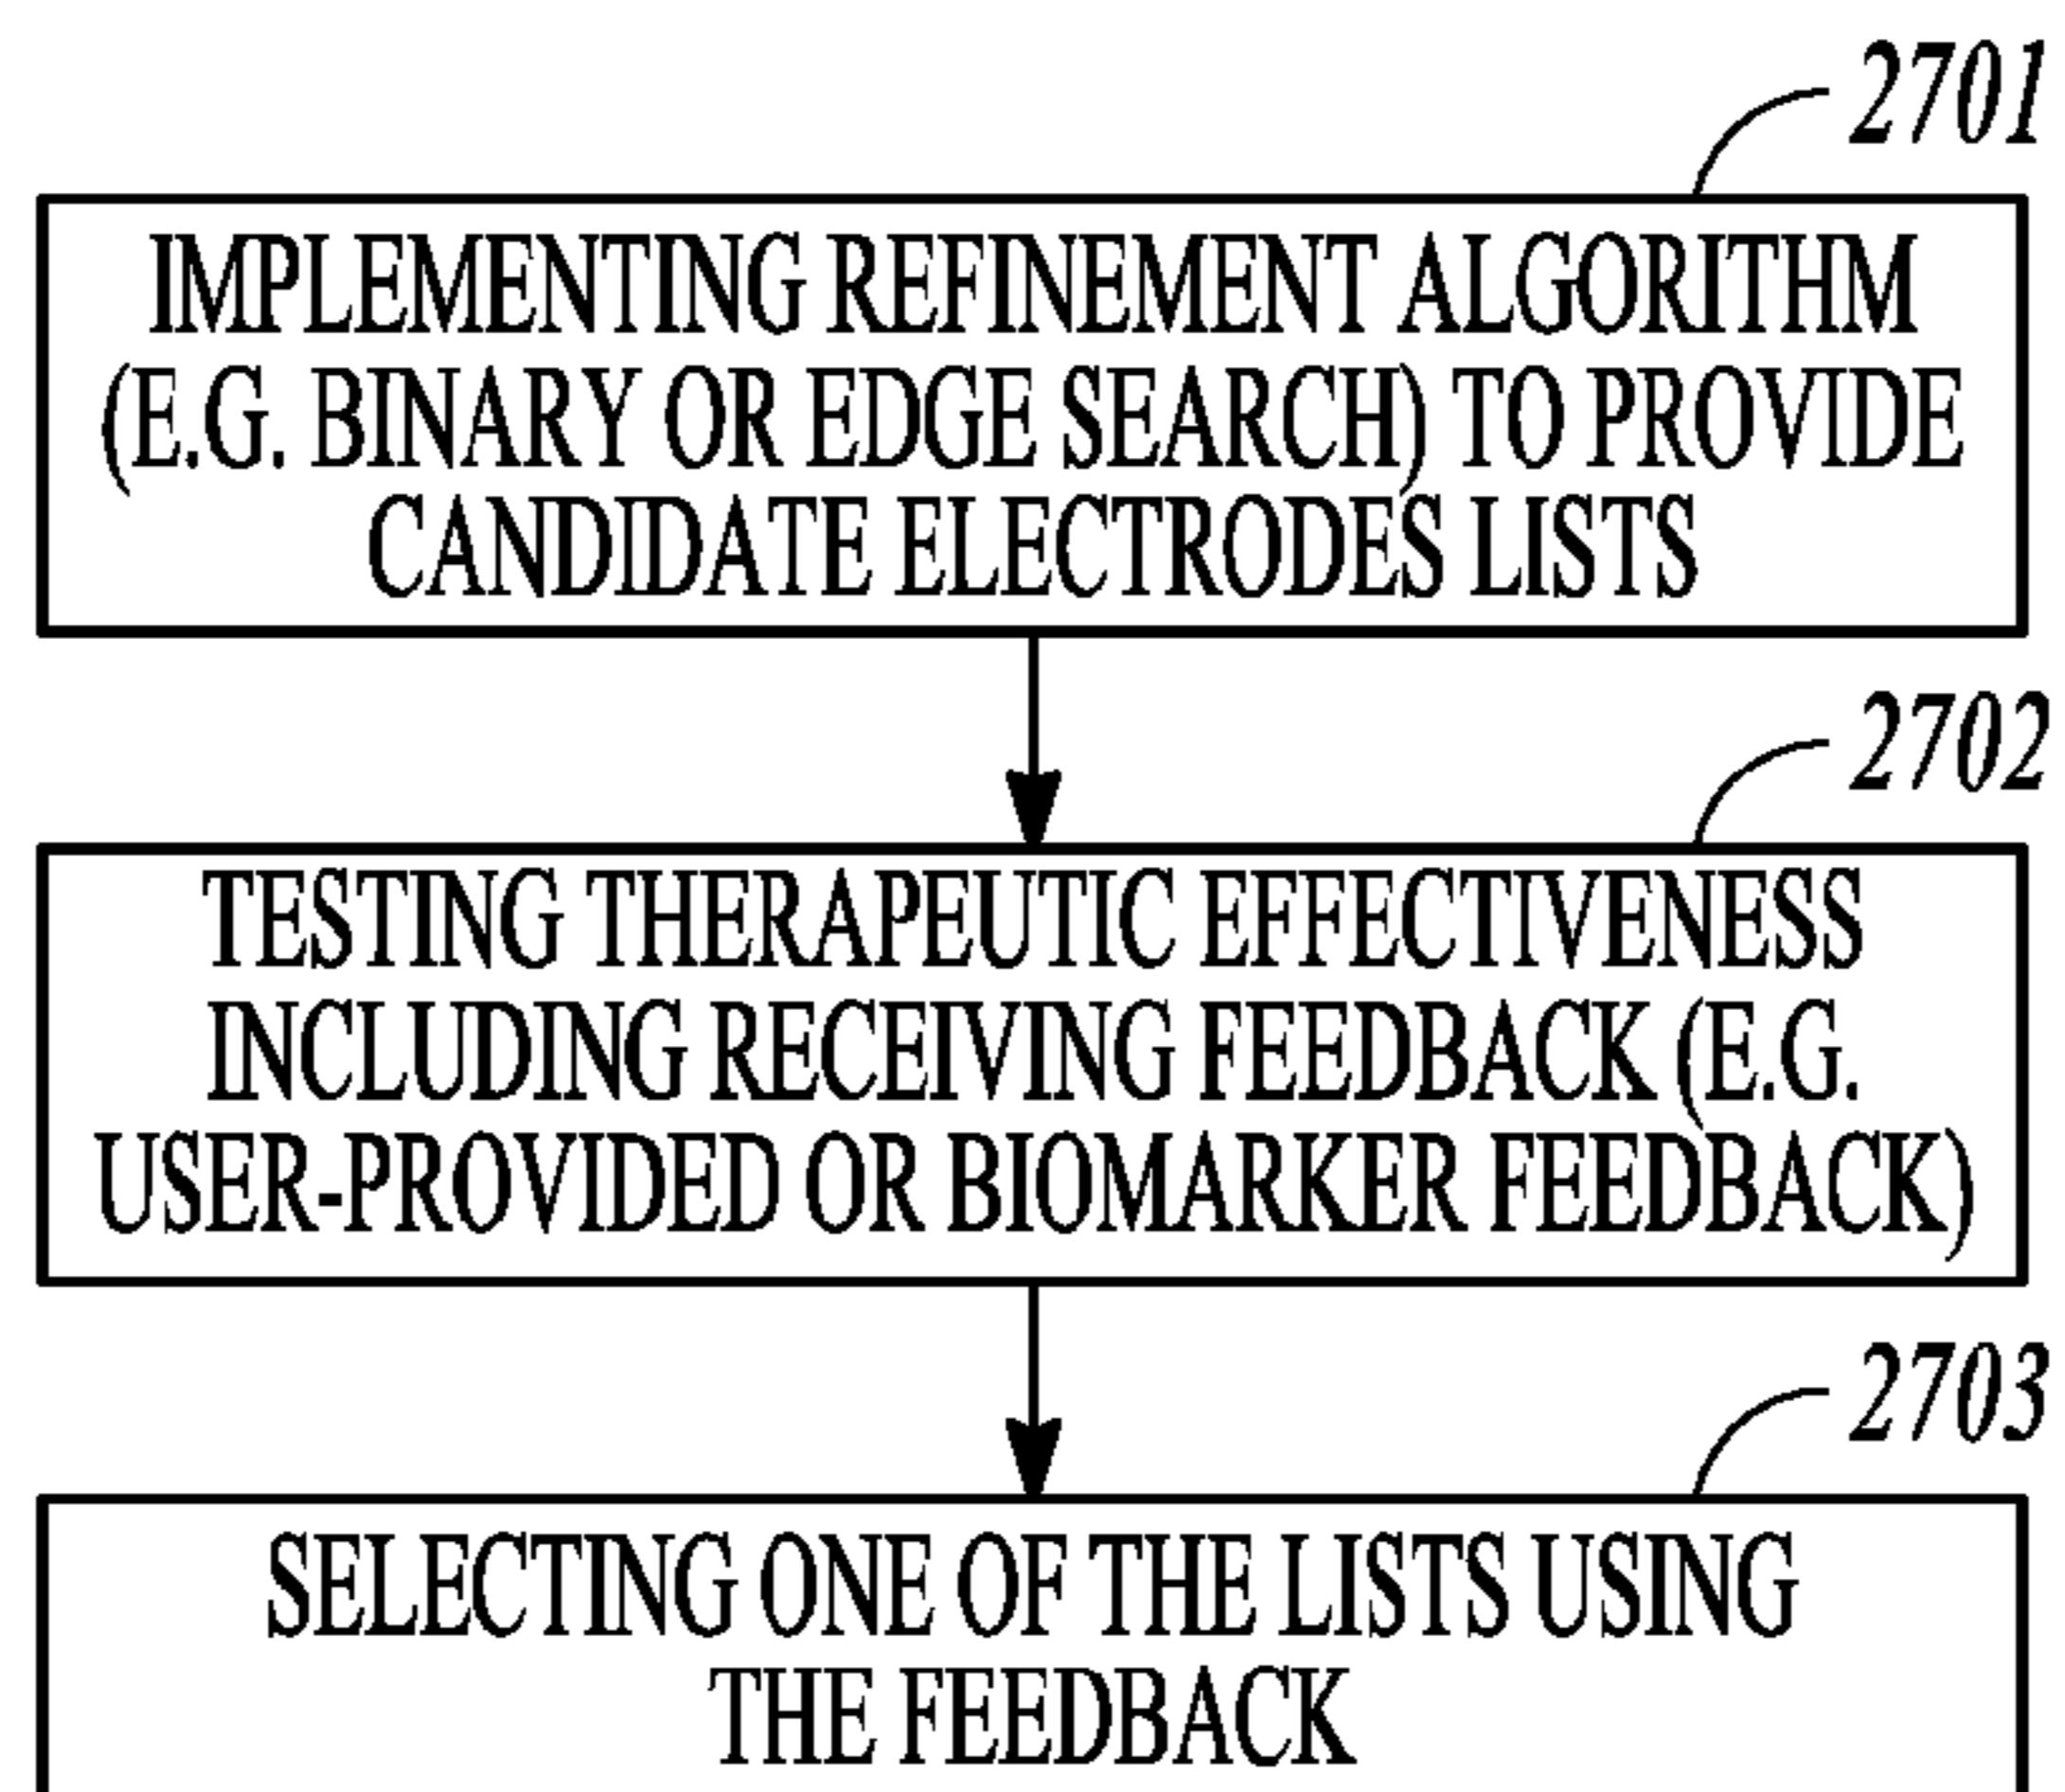 2701
IMPLEMENTING REFINEMENT ALGORITHM
(E.G. BINARY OR EDGE SEARCH) TO PROVIDE
CANDIDATE ELECTRODES LISTS
2702
TESTING THERAPEUTIC EFFECTIVENESS
INCLUDING RECEIVING FEEDBACK (E.G.
USER-PROVIDED OR BIOMARKER FEEDBACK)
2703
SELECTING ONE OF THE LISTS USING
THE FEEDBACK